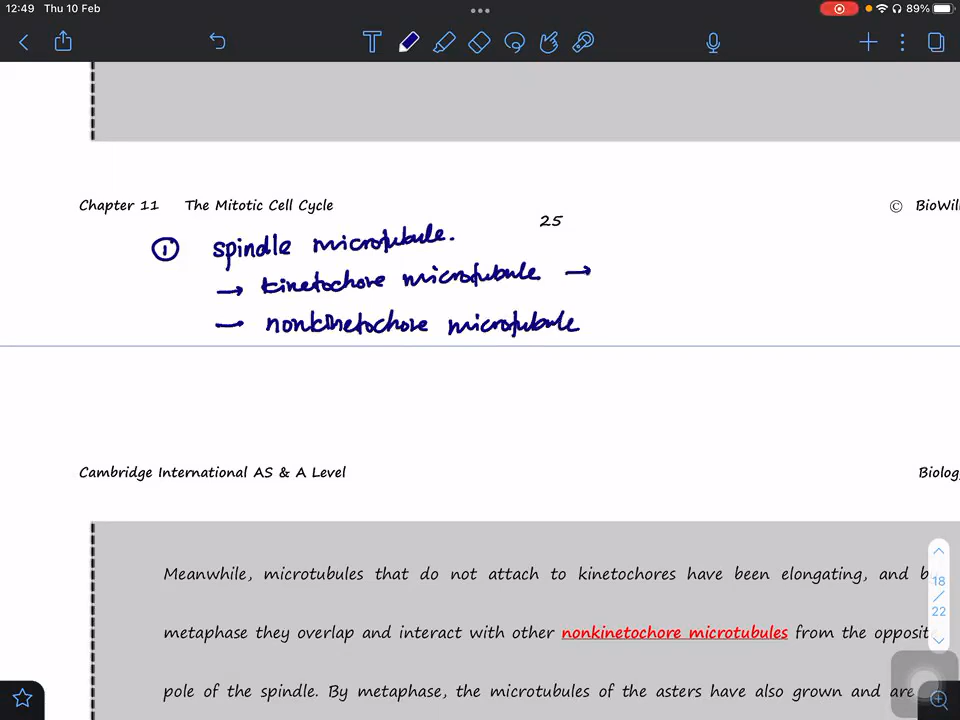 12:49 Thu 10 Feb
89%
T
Chapter 11 The Mitotic Cell Cycle
© BioWil
25
① spindle microtubule.
→ kinetochore microtubule →
— nonkinetochore microtubule
Cambridge International AS & A Level
Biology
Meanwhile, microtubules that do not attach to kinetochores have been elongating, and b
metaphase they overlap and interact with other nonkinetochore microtubules from the opposit
pole of the spindle. By metaphase, the microtubules of the asters have also grown and are
18
/
22